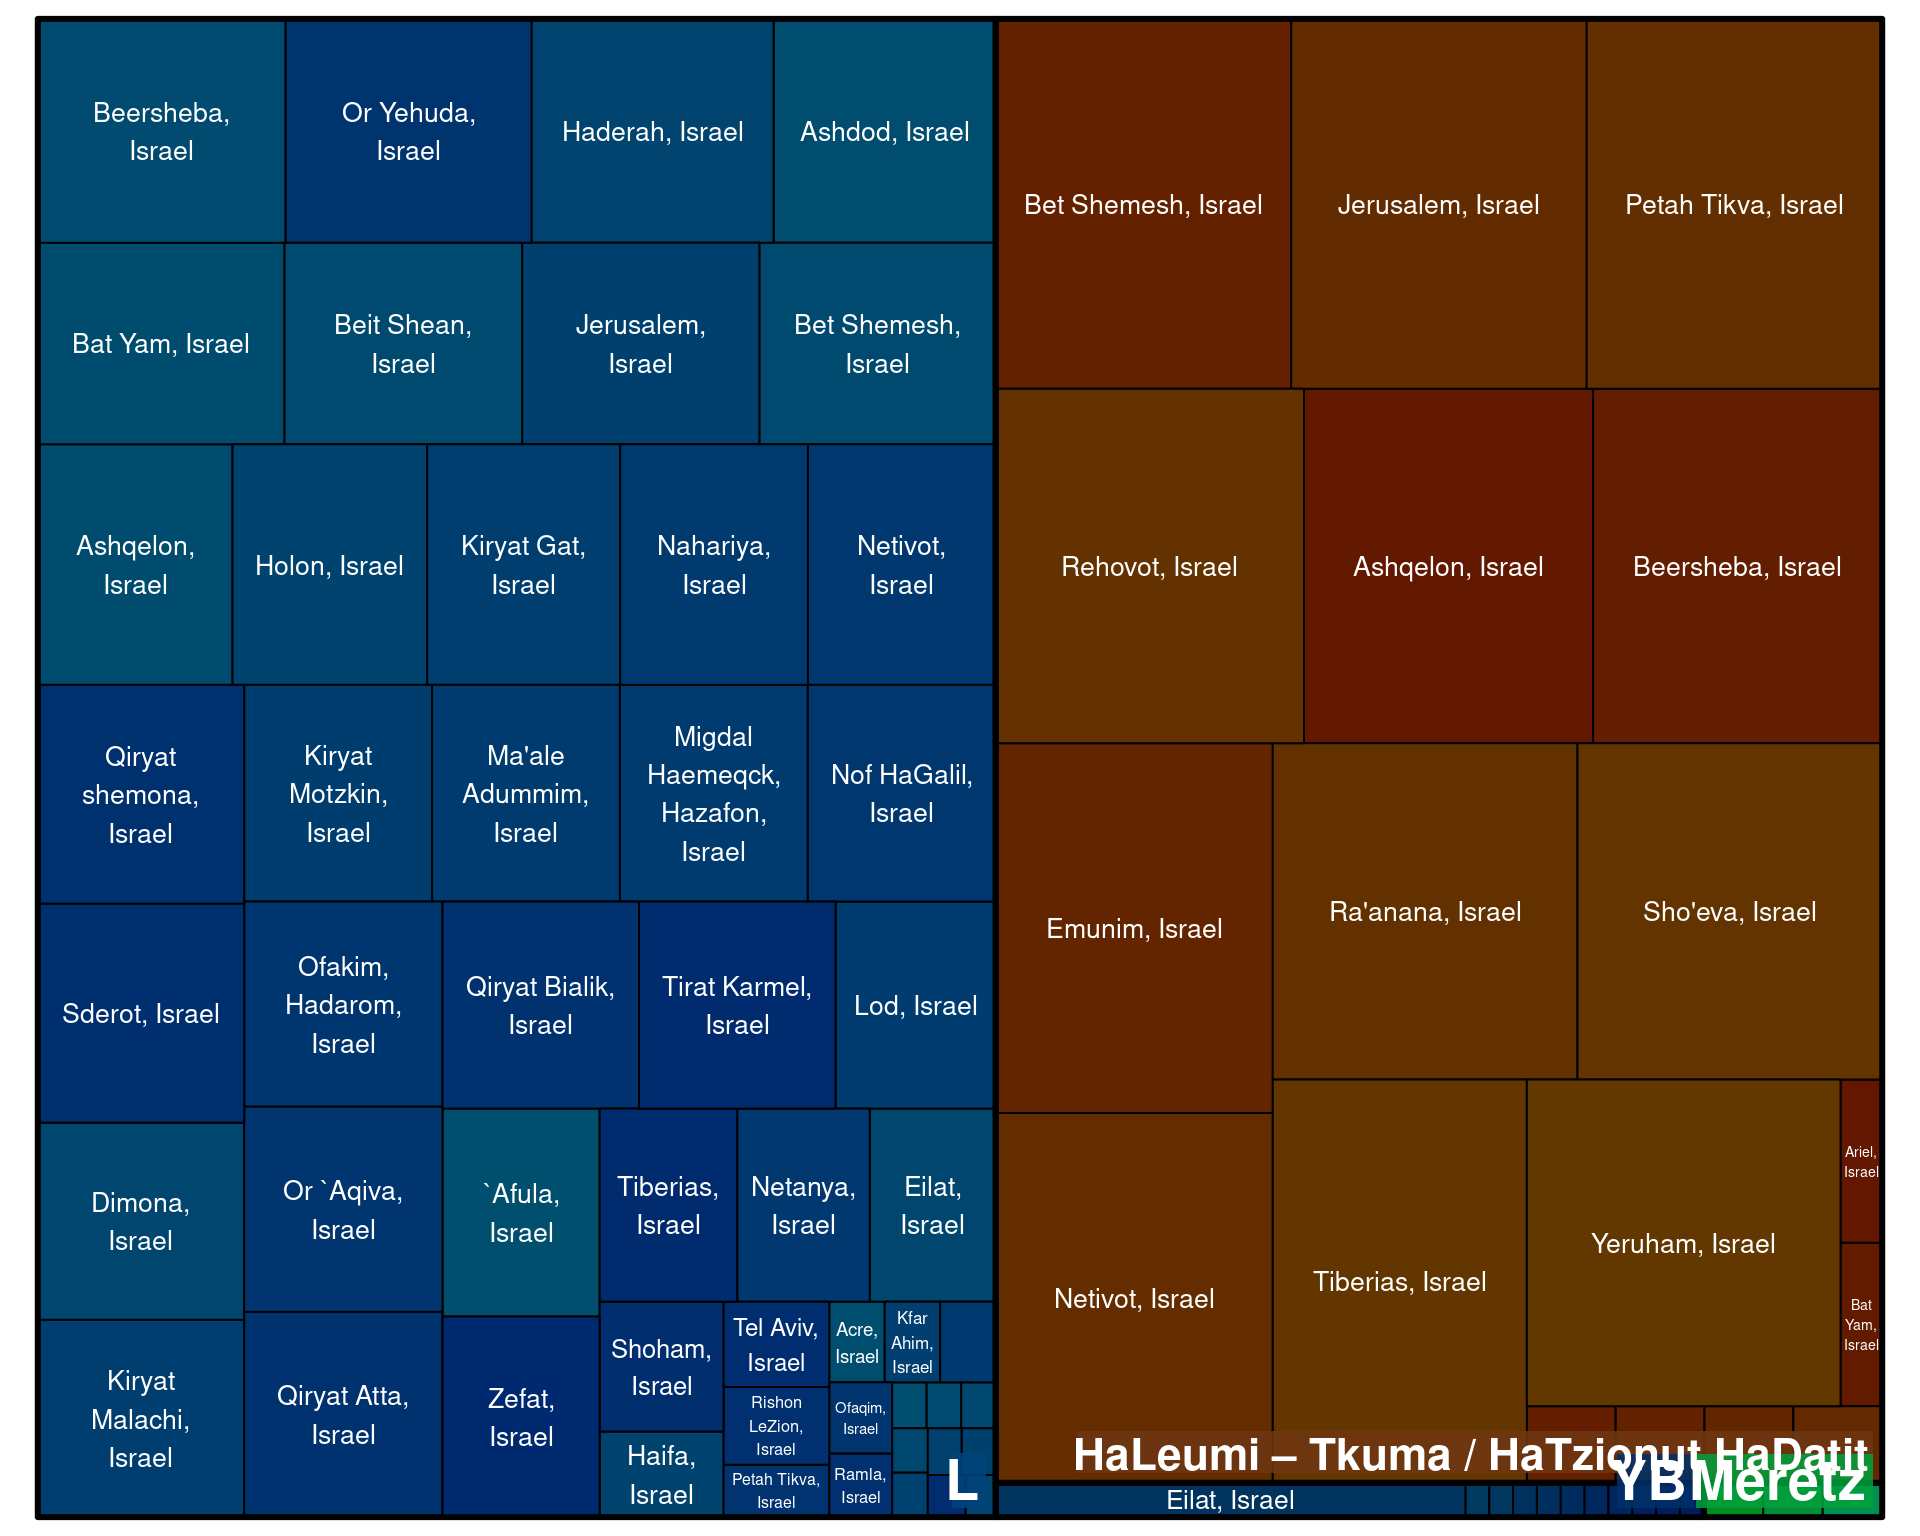 Beersheba,
Israel
Or Yehuda,
Israel
Haderah, Israel
Ashdod, Israel
Bat Yam, Israel
Beit Shean,
Israel
Jerusalem,
Israel
Bet Shemesh,
Israel
Ashqelon,
Israel
Holon, Israel
Kiryat Gat,
Israel
Nahariya,
Israel
Netivot,
Israel
Qiryat
shemona,
Israel
Kiryat
Motzkin,
Israel
Ma'ale
Adummim,
Israel
Migdal
Haemeqck,
Hazafon,
Israel
Nof HaGalil,
Israel
Sderot, Israel
Ofakim,
Hadarom,
Israel
Qiryat Bialik,
Israel
Tirat Karmel,
Israel
Lod, Israel
Dimona,
Israel
Or `Aqiva,
Israel
`Afula,
Israel
Tiberias,
Israel
Netanya,
Israel
Eilat,
Israel
Kiryat
Malachi,
Israel
Qiryat Atta,
Israel
Zefat,
Israel
Shoham,
Israel
Haifa,
Israel
Tel Aviv,
Israel
Rishon
LeZion,
Israel
Petah Tikva,
Israel
Acre,
Israel
Kfar
Ahim,
Israel
Ofaqim,
Israel
Ramla,
Israel
L
Bet Shemesh, Israel
Jerusalem, Israel
Petah Tikva, Israel
Rehovot, Israel
Ashqelon, Israel
Beersheba, Israel
Emunim, Israel
Ra'anana, Israel
Sho'eva, Israel
Netivot, Israel
Tiberias, Israel
Yeruham, Israel
Ariel,
Israel
Bat
Yam,
Israel
HaLeumi – Tkuma / HaTzionut HaDatit
Eilat, Israel
YB
Meretz